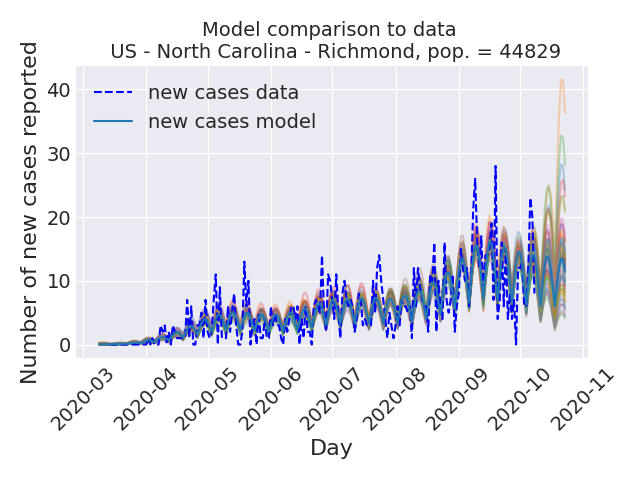 Model comparison to data
US - North Carolina - Richmond, pop. = 44829
Number of new cases reported
40
30
20
10
0
new cases data
new cases model
2020-03
2020-04
2020-05
2020-06
2020-07
2020-08
2020-09
2020-10
2020-11
Day